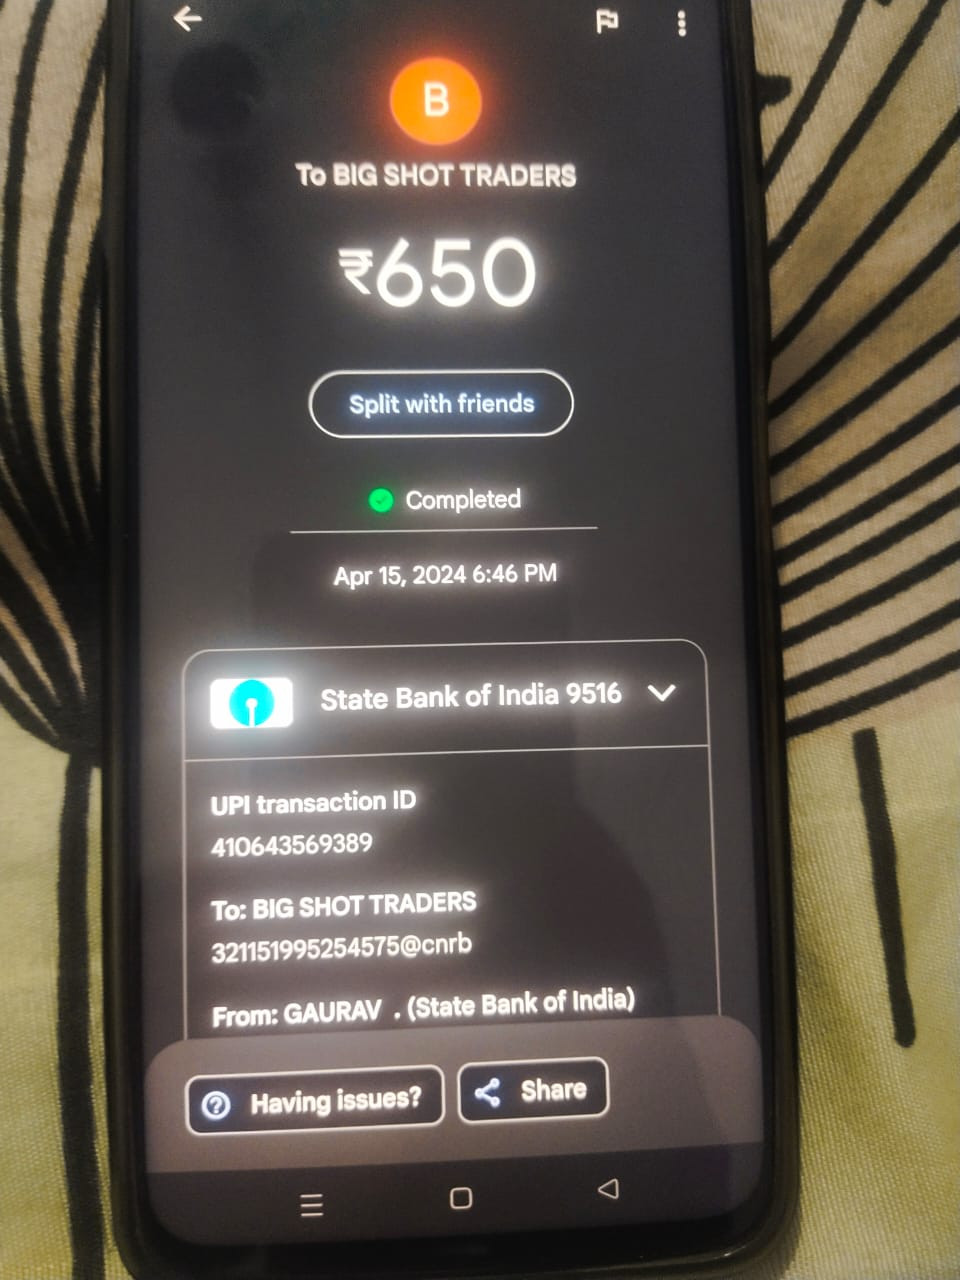 B
To BIG SHOT TRADERS
₹650
Split with friends
Completed
Apr 15, 2024 6:46 PM
State Bank of India 9516
UPI transaction ID
410643569389
To: BIG SHOT TRADERS
321151995254575@cnrb
From: GAURAV . (State Bank of India)
Having issues?
Share